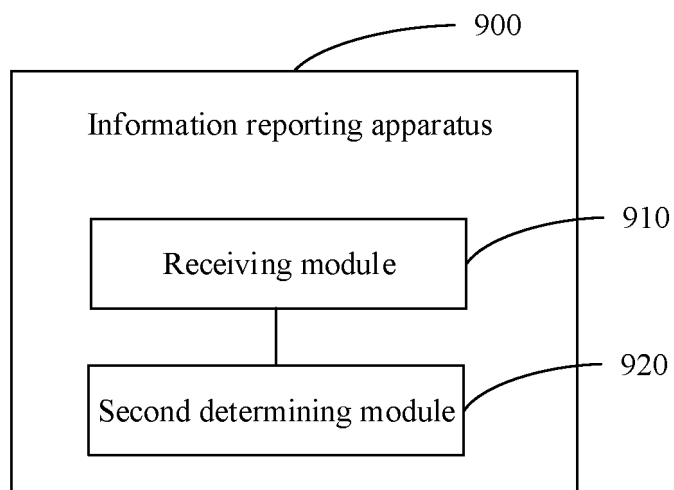 900
Information reporting apparatus
910
Receiving module
920
Second determining module